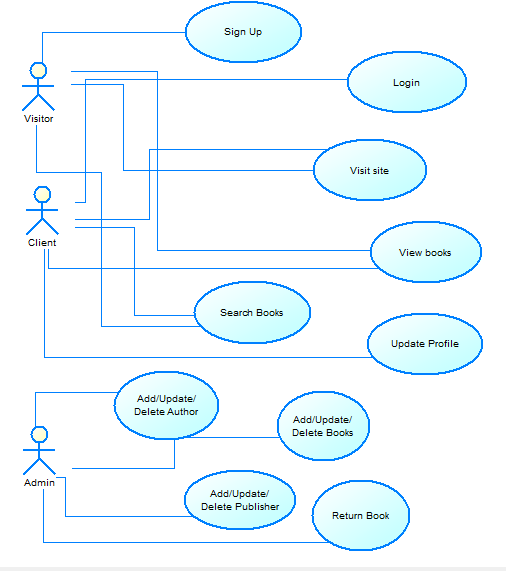 Sign Up
Login
Visitor
Visit site
Client
View books
Search Books
Update Profile
Add/Update/
Delete Author
Add/Update/
Delete Books
Admin
Add/Update/
Delete Publisher
Return Book